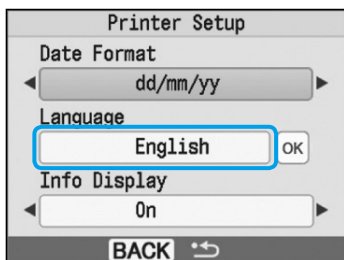 Printer Setup
Date Format
dd/mm/yy
Language
English OK
Info Display
On
BACK